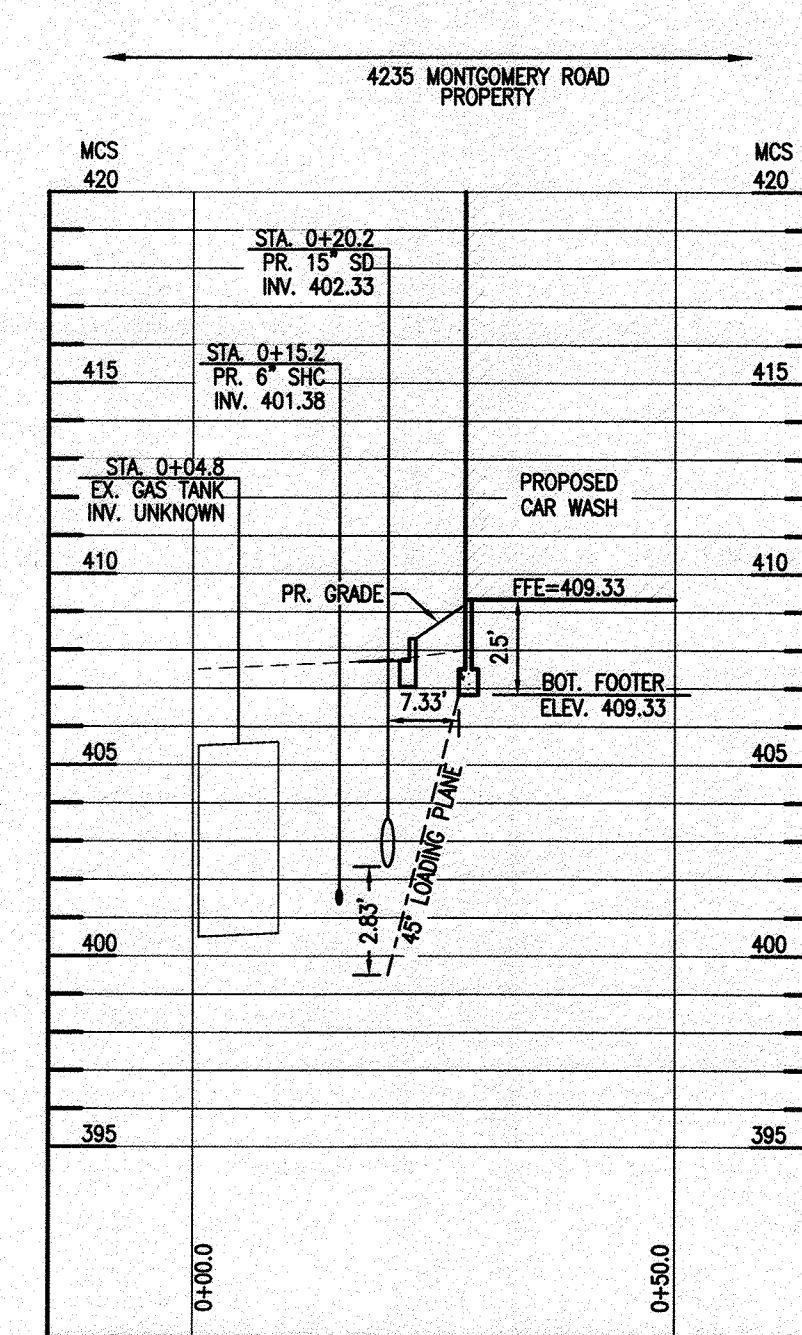 4235 MONTGOMERY ROAD
PROPERTY
MCS
MCS
420
420
STA. 0+20.2
PR. 15" SD
INV. 402.33
STA. 0+15.2
PR. 6" SHC
INV. 401.38
415
415
STA. 0+04.8
EX. GAS TANK
INV. UNKNOWN
PROPOSED
CAR WASH
410
410
PR. GRADE
FFE=409.33
2.5'
BOT. FOOTER
ELEV. 409.33
7.33'
405
405
45° LOADING PLANE
2.83'
400
400
395
395
0+00.0
0+50.0